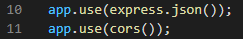 10 app.use(express.json());
11 app.use(cors());